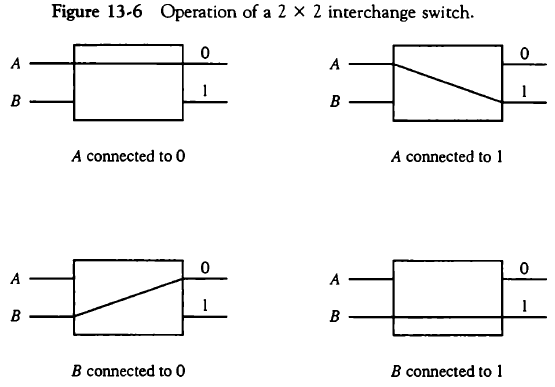 Figure 13-6 Operation of a 2 × 2 interchange switch.
A 0
B 1
A connected to 0
A 0
B 1
A connected to 1
A 0
B 1
B connected to 0
A 0
B 1
B connected to 1